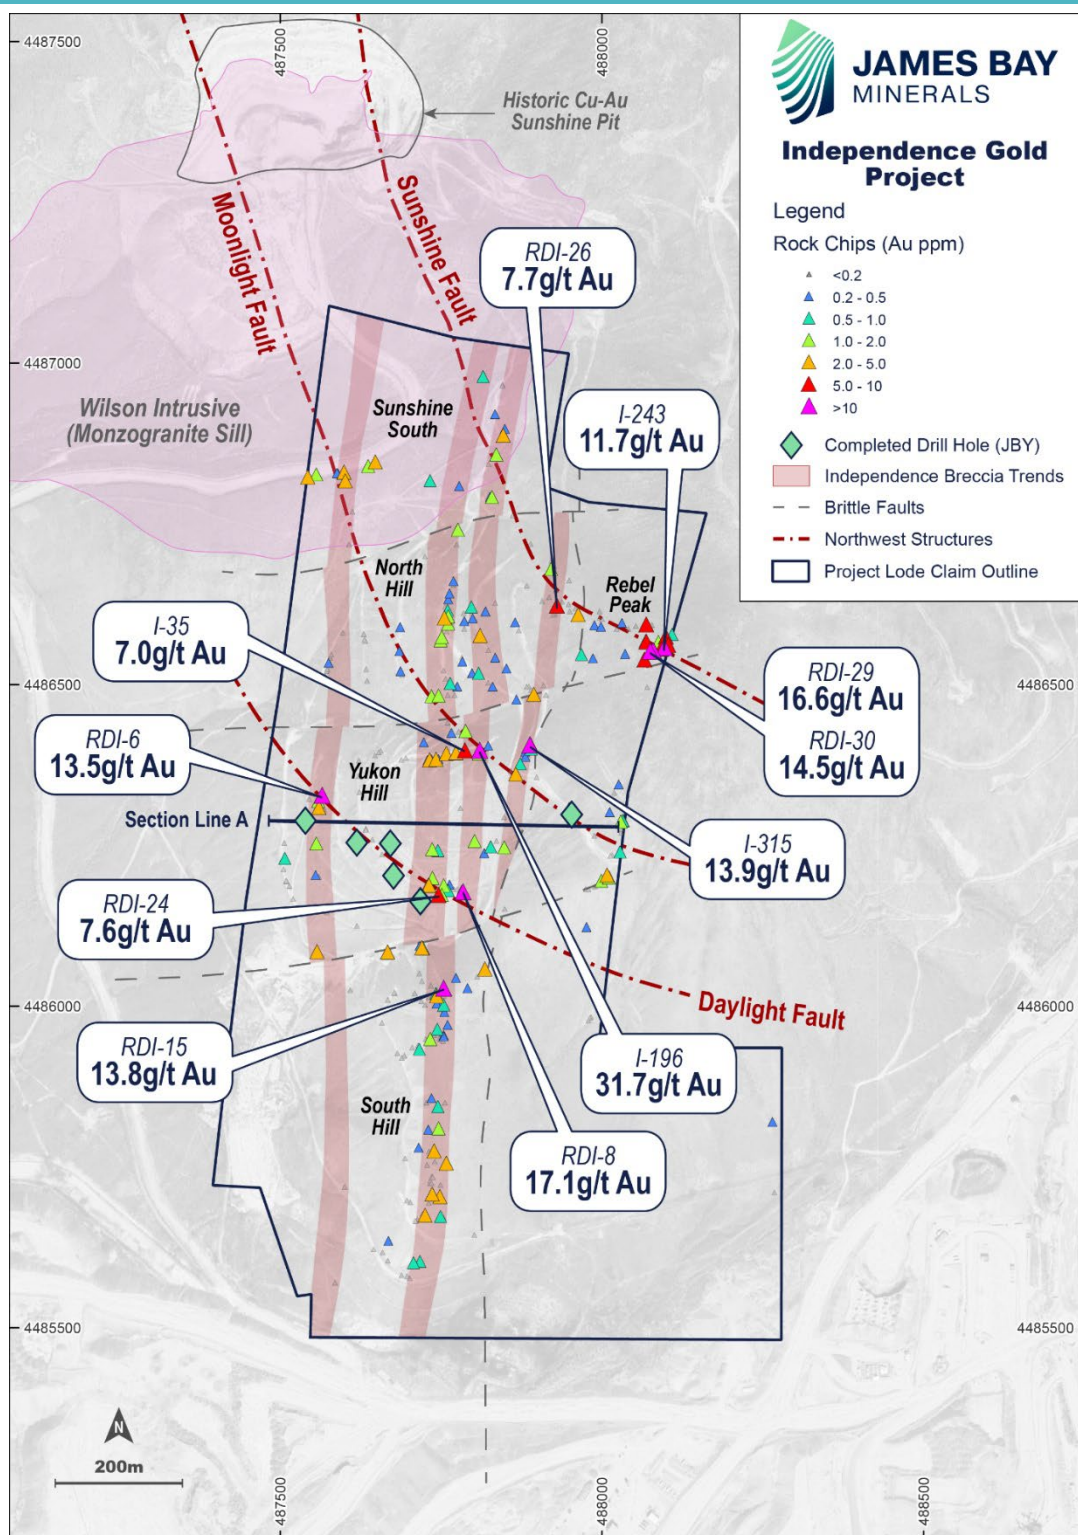 4487500
487500
488000
Historic Cu-Au
Sunshine Pit
JAMES BAY
MINERALS
Independence Gold
Project
Legend
Rock Chips (Au ppm)
<0.2
0.2 - 0.5
0.5 - 1.0
1.0 - 2.0
2.0 - 5.0
5.0 - 10
>10
Completed Drill Hole (JBY)
Independence Breccia Trends
Brittle Faults
Northwest Structures
Project Lode Claim Outline
Moonlight Fault
Sunshine Fault
RDI-26
7.7g/t Au
4487000
Wilson Intrusive
(Monzogranite Sill)
Sunshine
South
I-243
11.7g/t Au
North
Hill
Rebel
Peak
I-35
7.0g/t Au
4486500
4486500
RDI-29
16.6g/t Au
RDI-30
14.5g/t Au
RDI-6
13.5g/t Au
Yukon
Hill
Section Line A
I-315
13.9g/t Au
RDI-24
7.6g/t Au
Daylight Fault
4486000
4486000
RDI-15
13.8g/t Au
I-196
31.7g/t Au
South
Hill
RDI-8
17.1g/t Au
4485500
4485500
N
200m
487500
488000
488500